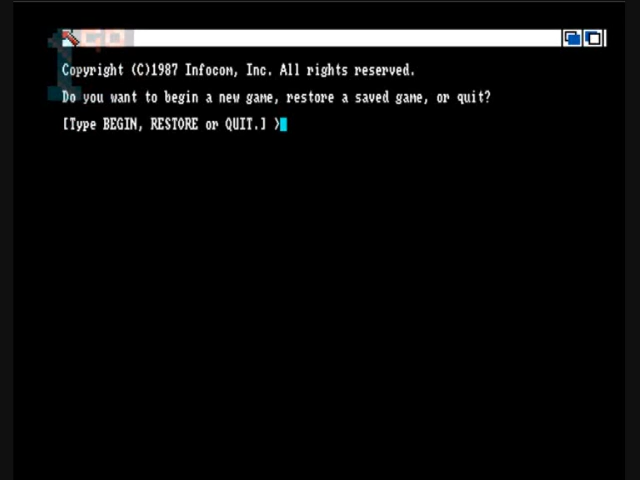 Copyright (C)1987 Infocom, Inc. All rights reserved.
Do you want to begin a new game, restore a saved game, or quit?
[Type BEGIN, RESTORE or QUIT.] >